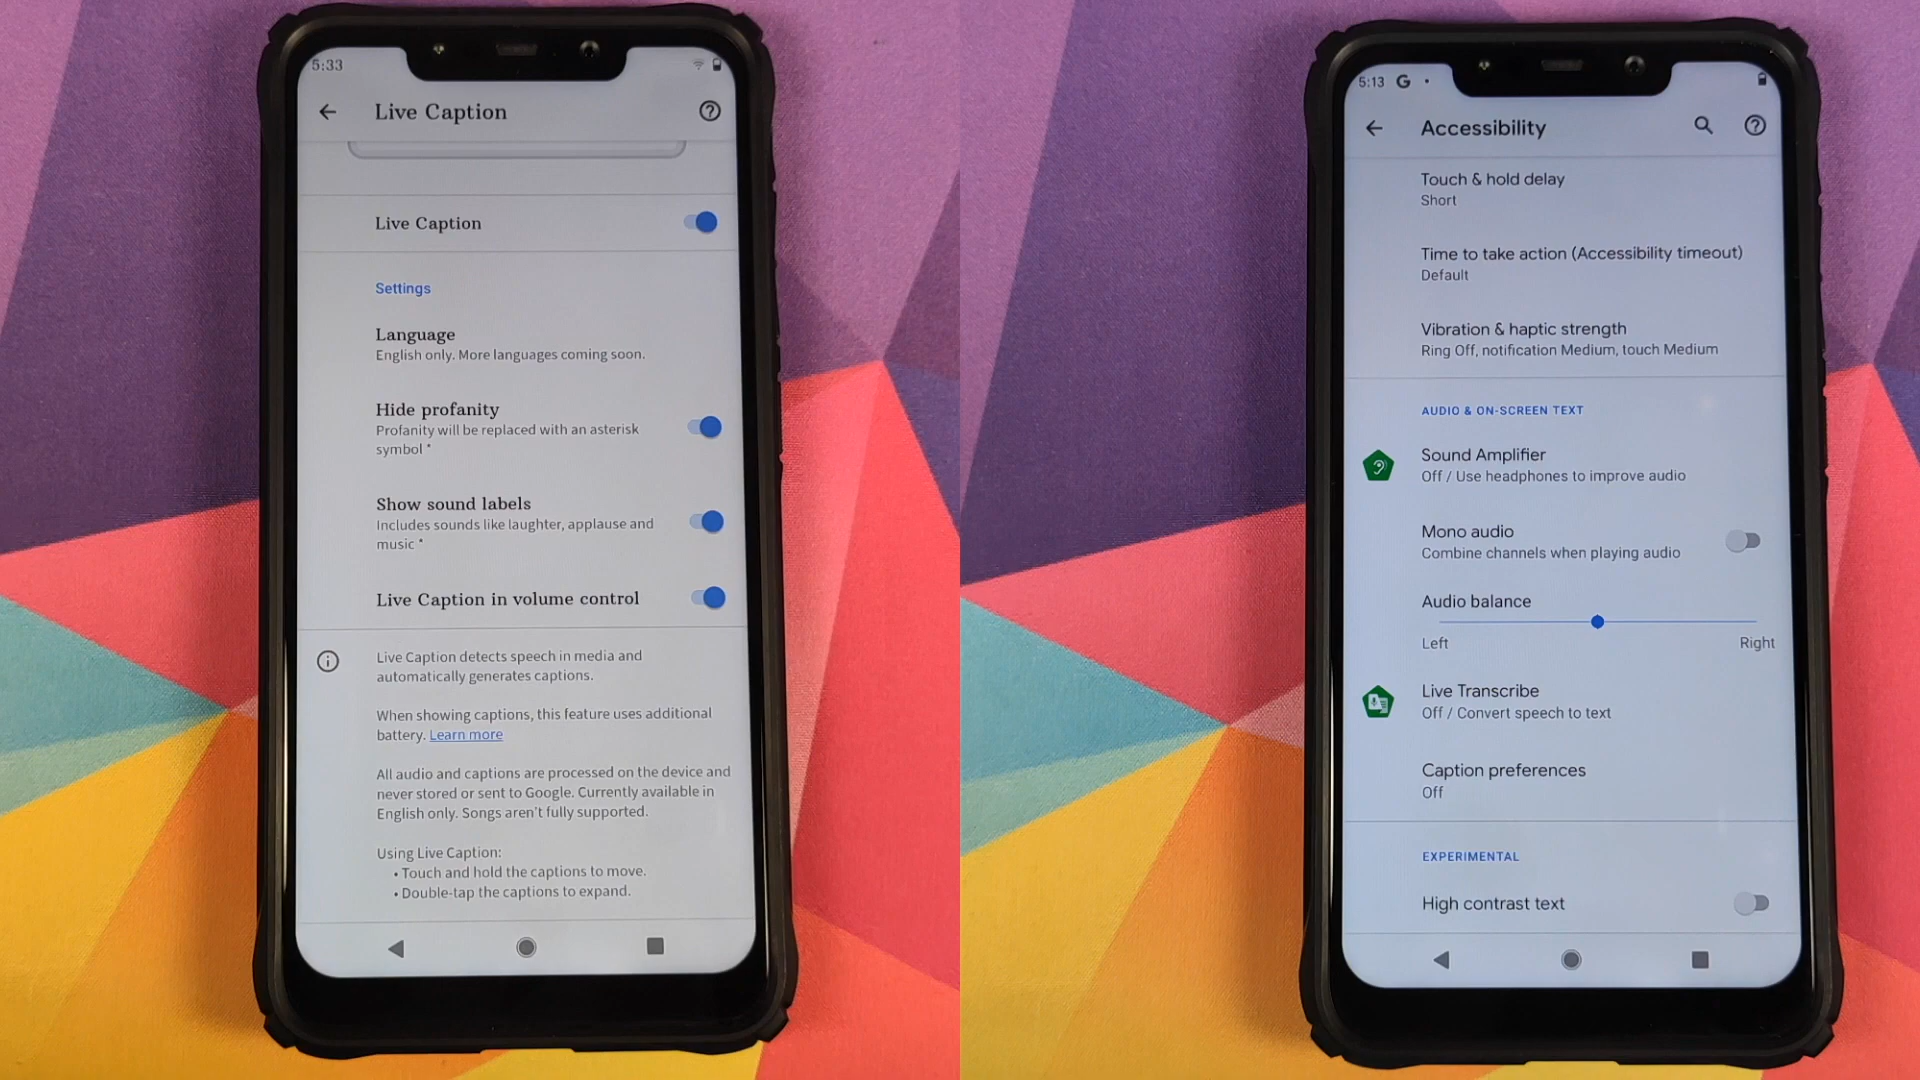 5:33
Live Caption
Live Caption
Settings
Language
English only. More languages coming soon.
Hide profanity
Profanity will be replaced with an asterisk
symbol *
Show sound labels
Includes sounds like laughter, applause and
music *
Live Caption in volume control
Live Caption detects speech in media and
automatically generates captions.
When showing captions, this feature uses additional
battery. Learn more
All audio and captions are processed on the device and
never stored or sent to Google. Currently available in
English only. Songs aren't fully supported.
Using Live Caption:
• Touch and hold the captions to move.
• Double-tap the captions to expand.
5:13 G •
Accessibility
Touch & hold delay
Short
Time to take action (Accessibility timeout)
Default
Vibration & haptic strength
Ring Off, notification Medium, touch Medium
AUDIO & ON-SCREEN TEXT
Sound Amplifier
Off / Use headphones to improve audio
Mono audio
Combine channels when playing audio
Audio balance
Left Right
Live Transcribe
Off / Convert speech to text
Caption preferences
Off
EXPERIMENTAL
High contrast text